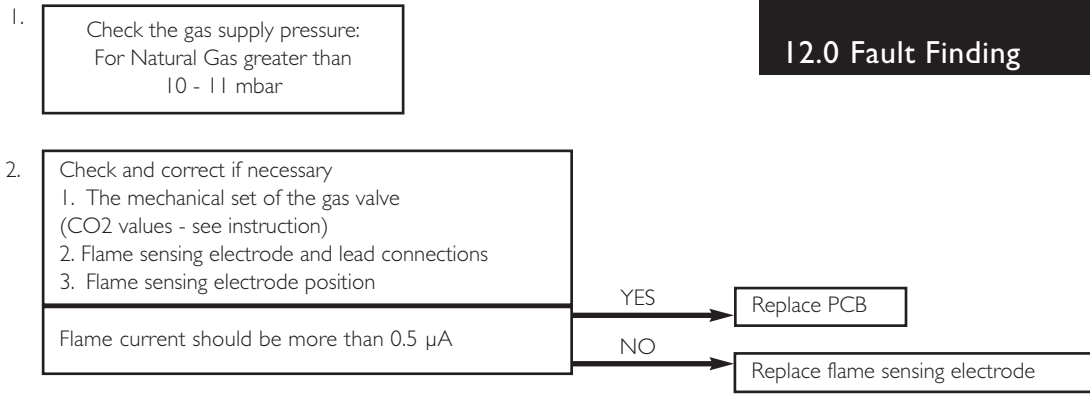 1.
Check the gas supply pressure:
For Natural Gas greater than
10 - 11 mbar
12.0 Fault Finding
2.
Check and correct if necessary
1. The mechanical set of the gas valve
(CO2 values - see instruction)
2. Flame sensing electrode and lead connections
3. Flame sensing electrode position
Flame current should be more than 0.5 µA
YES
Replace PCB
NO
Replace flame sensing electrode